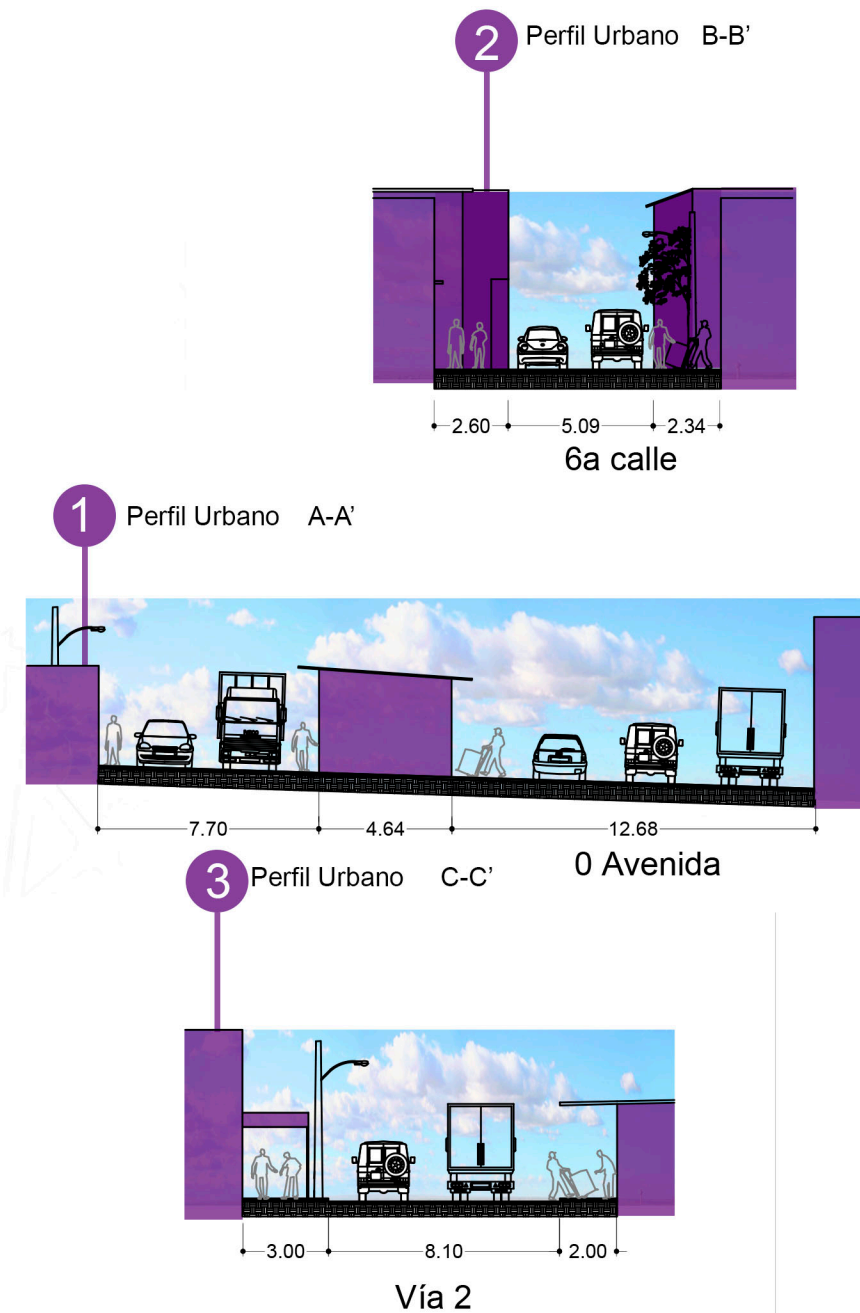 2 Perfil Urbano B-B’
2.60 5.09 2.34
6a calle
1 Perfil Urbano A-A’
7.70 4.64 12.68
0 Avenida
3 Perfil Urbano C-C’
3.00 8.10 2.00
Vía 2